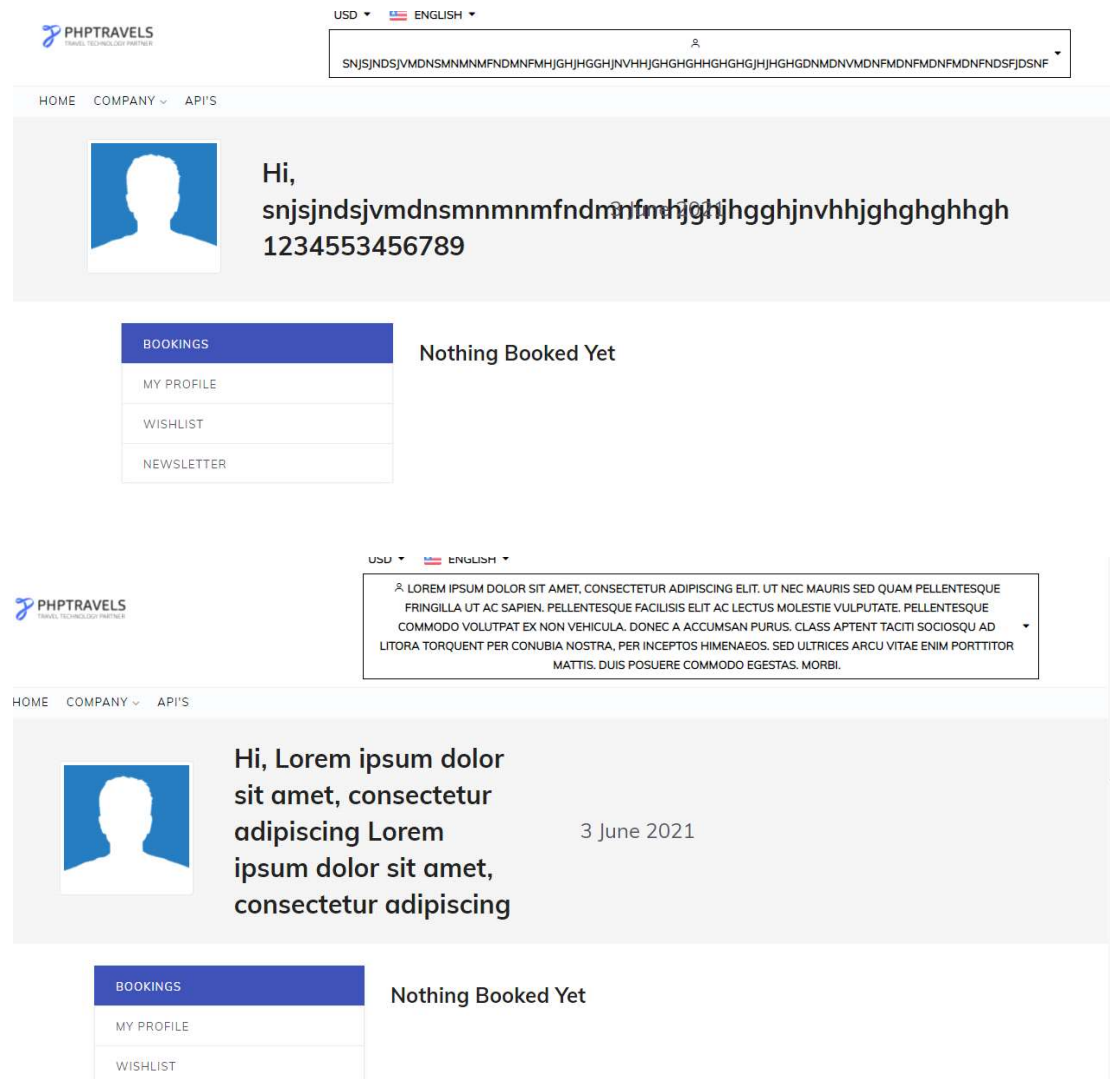 USD ENGLISH
PHPTRAVELS
TRAVEL TECHNOLOGY PARTNER
SNJSJNDSJVMDNSMNMNMFNDMNFMHJGHJHGGHJNVHHJGHGHGHHGHGHGJHJHGHGDNMDNVMDNFMDNFMDNFMDNFNDSFJDSNF
HOME COMPANY API'S
Hi,
snjsjndsjvmdnsmnmnmfndmnfmhjghjhgghjnvhhjghghghhgh
3 June 2021
1234553456789
BOOKINGS
Nothing Booked Yet
MY PROFILE
WISHLIST
NEWSLETTER
USD ENGLISH
PHPTRAVELS
TRAVEL TECHNOLOGY PARTNER
LOREM IPSUM DOLOR SIT AMET, CONSECTETUR ADIPISCING ELIT. UT NEC MAURIS SED QUAM PELLENTESQUE
FRINGILLA UT AC SAPIEN. PELLENTESQUE FACILISIS ELIT AC LECTUS MOLESTIE VULPUTATE. PELLENTESQUE
COMMODO VOLUTPAT EX NON VEHICULA. DONEC A ACCUMSAN PURUS. CLASS APTENT TACITI SOCIOSQU AD
LITORA TORQUENT PER CONUBIA NOSTRA, PER INCEPTOS HIMENAEOS. SED ULTRICES ARCU VITAE ENIM PORTTITOR
MATTIS. DUIS POSUERE COMMODO EGESTAS. MORBI.
HOME COMPANY API'S
Hi, Lorem ipsum dolor
sit amet, consectetur
adipiscing Lorem
ipsum dolor sit amet,
consectetur adipiscing
3 June 2021
BOOKINGS
Nothing Booked Yet
MY PROFILE
WISHLIST